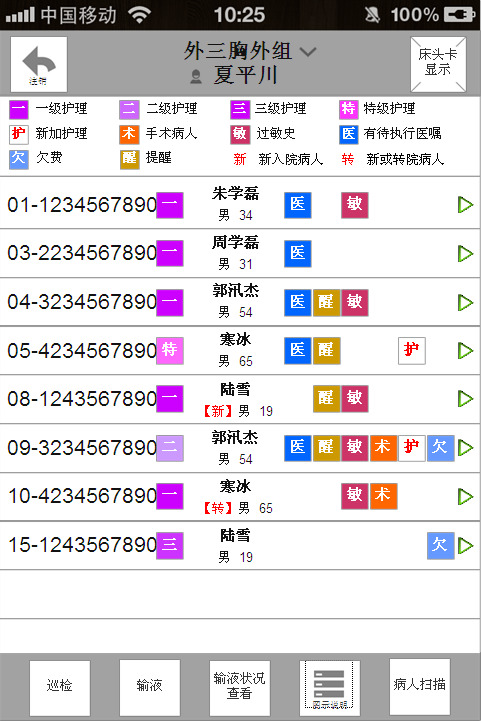 中国移动 10:25 100%
外三胸外组
夏平川
注销
床头卡
显示
一 一级护理 二 二级护理 三 三级护理 特 特级护理
护 新加护理 术 手术病人 敏 过敏史 医 有待执行医嘱
欠 欠费 醒 提醒 新 新入院病人 转 新或转院病人
01-1234567890 一 朱学磊 医 敏
男 34
03-2234567890 一 周学磊 医
男 31
04-3234567890 一 郭汛杰 医 醒 敏
男 54
05-4234567890 特 寒冰 医 醒 护
男 65
08-1234567890 一 陆雪 醒 敏
【新】男 19
09-3234567890 二 郭汛杰 医 醒 敏 术 护 欠
男 54
10-4234567890 一 寒冰 敏 术
【转】男 65
15-1243567890 三 陆雪 欠
男 19
巡检 输液 输液状况 病人扫描
查看
图示说明